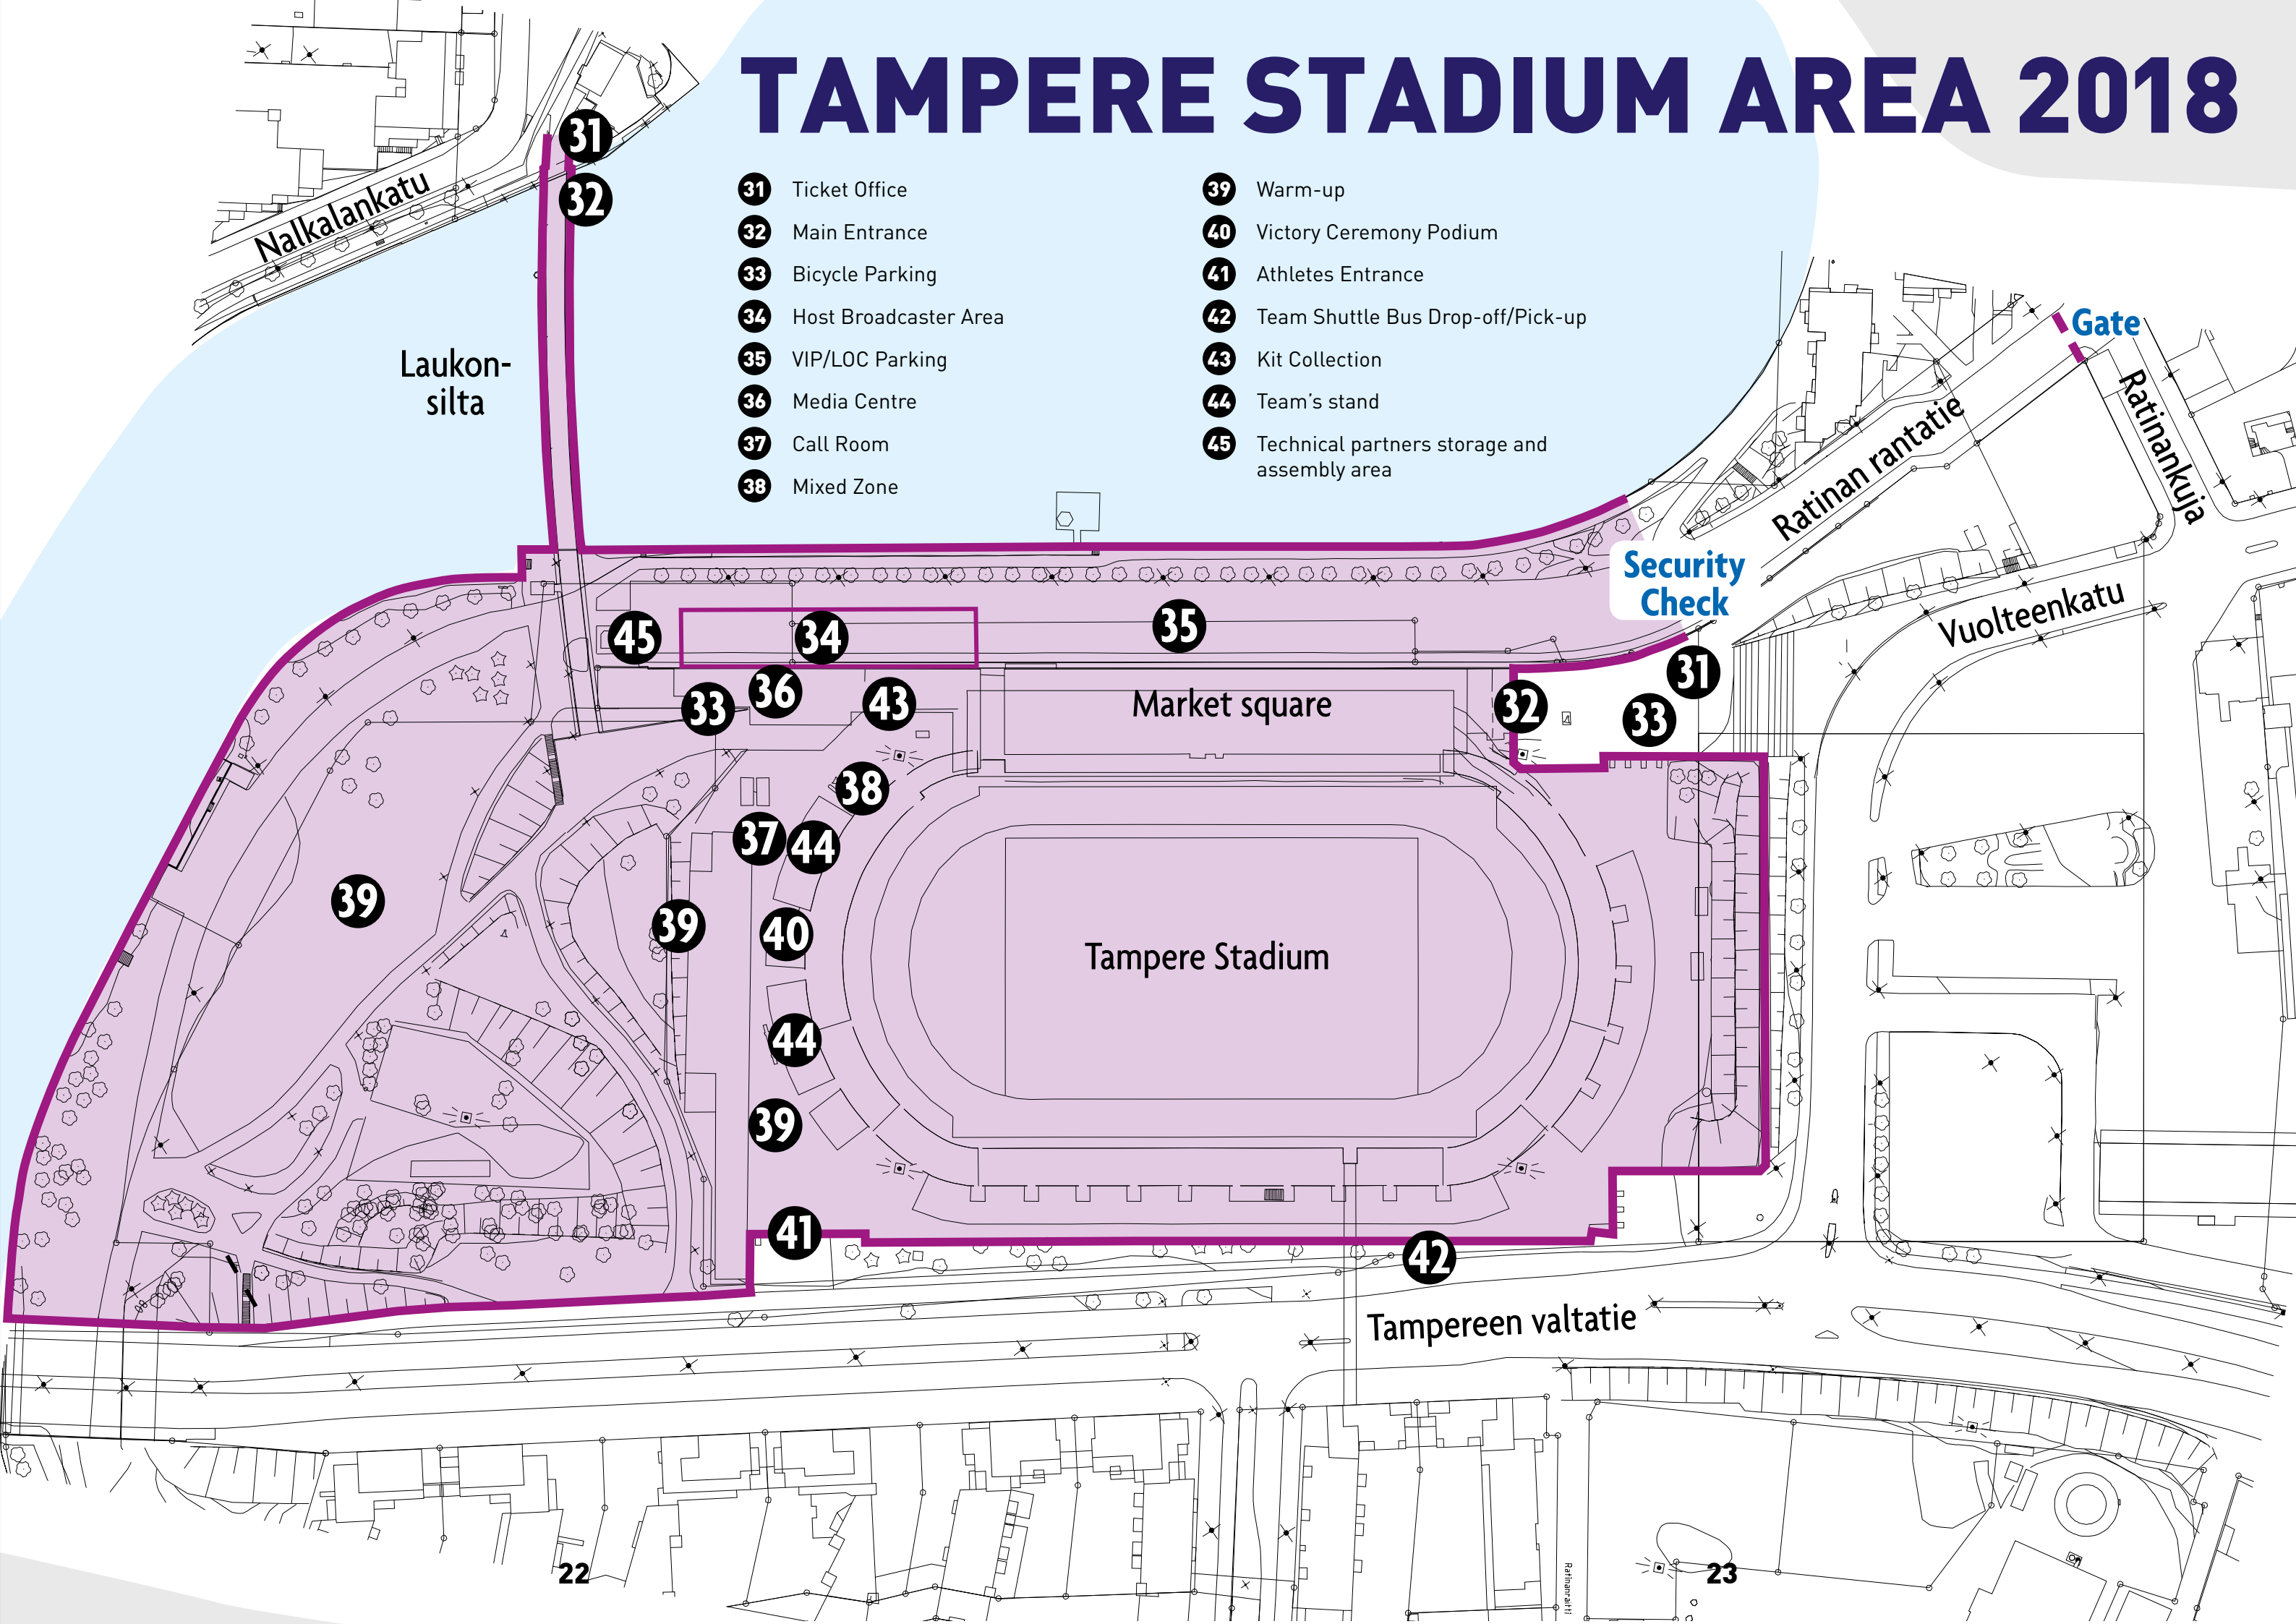 TAMPERE STADIUM AREA 2018
31 Ticket Office
32 Main Entrance
33 Bicycle Parking
34 Host Broadcaster Area
35 VIP/LOC Parking
36 Media Centre
37 Call Room
38 Mixed Zone
39 Warm-up
40 Victory Ceremony Podium
41 Athletes Entrance
42 Team Shuttle Bus Drop-off/Pick-up
43 Kit Collection
44 Team's stand
45 Technical partners storage and
assembly area
31
32
Nalkalankatu
Laukon-
silta
Gate
Ratinankuja
Ratinan rantatie
Security
Check
Vuolteenkatu
45
34
35
31
33
36
43
Market square
32
33
38
37
44
39
39
40
Tampere Stadium
44
39
41
42
Tampereen valtatie
Ratinanraitti
22
23